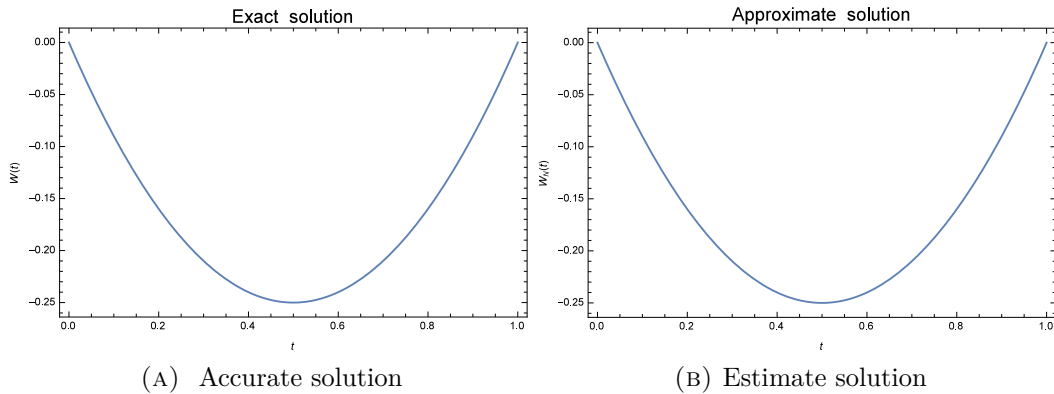 Exact solution
0.00
−0.05
−0.10
−0.15
−0.20
−0.25
W(t)
0.0 0.2 0.4 0.6 0.8 1.0
t
(A) Accurate solution
Approximate solution
0.00
−0.05
−0.10
−0.15
−0.20
−0.25
W_N(t)
0.0 0.2 0.4 0.6 0.8 1.0
t
(B) Estimate solution